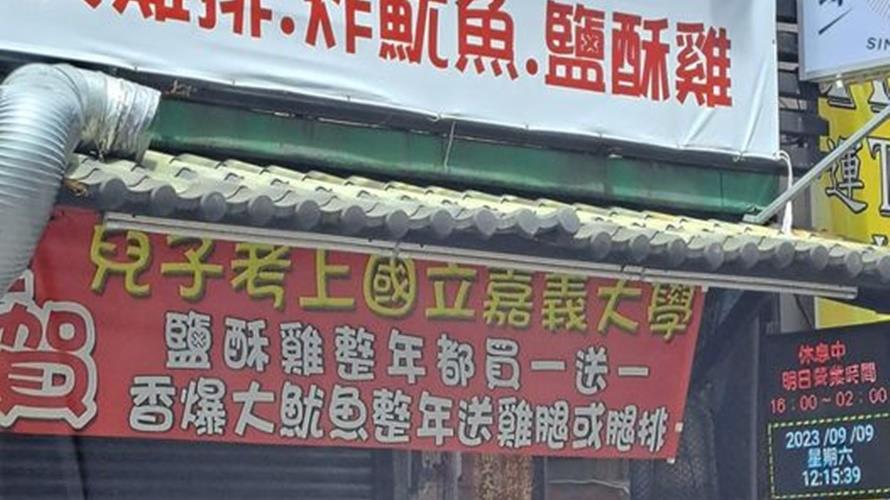 雞排.炸魷魚.鹽酥雞
SIN
運
賀
兒子考上國立嘉義大學
鹽酥雞整年都買一送一
香爆大魷魚整年送雞腿或腿排
休息中
明日營業時間
16:00~02:00
2023/09/09
星期六
12:15:39